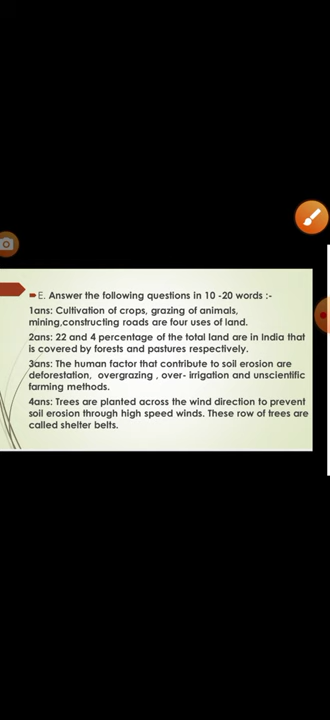 E. Answer the following questions in 10 -20 words :-
1ans: Cultivation of crops, grazing of animals,
mining,constructing roads are four uses of land.
2ans: 22 and 4 percentage of the total land are in India that
is covered by forests and pastures respectively.
3ans: The human factor that contribute to soil erosion are
deforestation, overgrazing , over- irrigation and unscientific
farming methods.
4ans: Trees are planted across the wind direction to prevent
soil erosion through high speed winds. These row of trees are
called shelter belts.